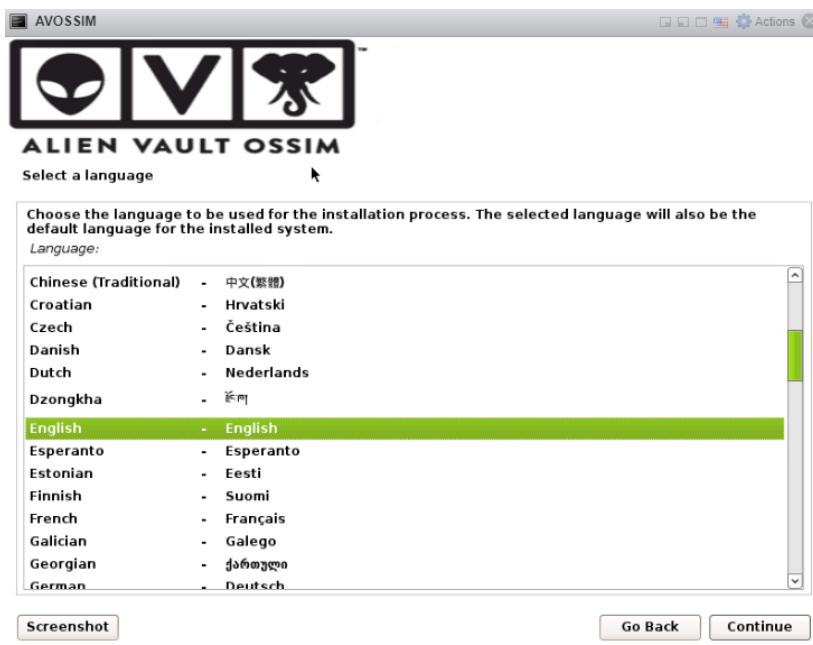 AVOSSIM
Actions
™
ALIEN VAULT OSSIM
Select a language
Choose the language to be used for the installation process. The selected language will also be the
default language for the installed system.
Language:
Chinese (Traditional) - 中文(繁體)
Croatian - Hrvatski
Czech - Čeština
Danish - Dansk
Dutch - Nederlands
Dzongkha - རྫོང་ཁ།
English - English
Esperanto - Esperanto
Estonian - Eesti
Finnish - Suomi
French - Français
Galician - Galego
Georgian - ქართული
German - Deutsch
Screenshot
Go Back
Continue